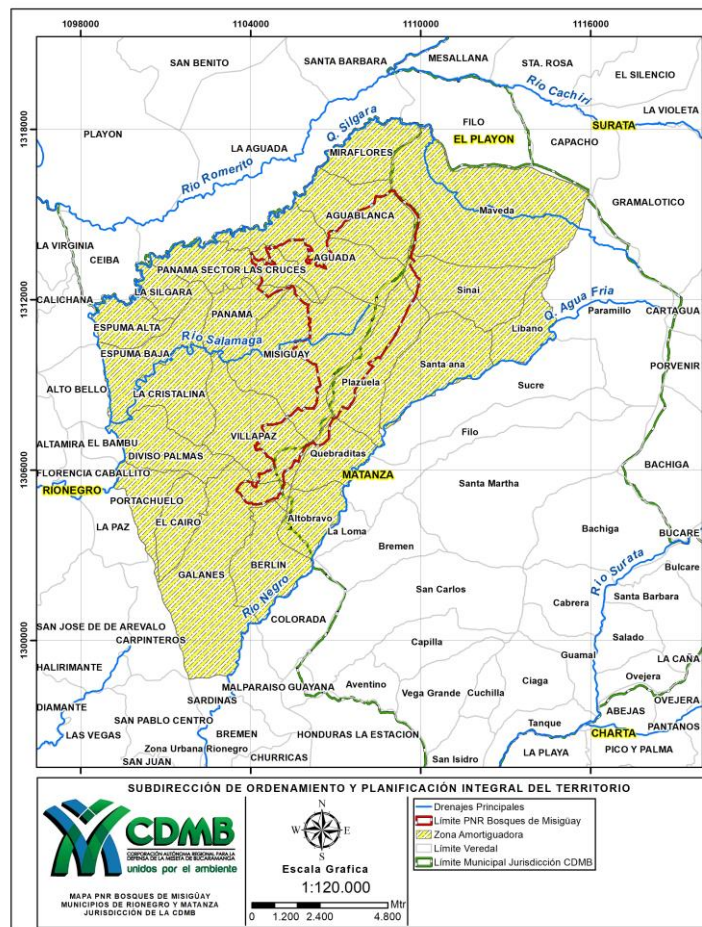 1098000 1104000 1110000 1116000
SAN BENITO
SANTA BARBARA
MESALLANA
STA. ROSA
EL SILENCIO
Río Cachirí
LA VIOLETA
1318000
PLAYON
LA AGUADA
Q. Silgara
FILO
EL PLAYON
SURATA
CAPACHO
MIRAFLORES
Río Romerito
GRAMALOTICO
AGUABLANCA
Maveda
LA VIRGINIA
CEIBA
AGUADA
PANAMA SECTOR LAS CRUCES
LA SILGARA
Sinai
Q. Agua Fria
CALICHANA
1312000
PANAMA
Paramillo
CARTAGUA
ESPUMA ALTA
Río Salamaga
Libano
ESPUMA BAJA
MISIGÜAY
Santa ana
PORVENIR
ALTO BELLO
LA CRISTALINA
Plazuela
Sucre
ALTAMIRA
EL BAMBU
VILLAPAZ
Filo
DIVISO PALMAS
Quebraditas
BACHIGA
FLORENCIA
CABALLITO
MATANZA
1306000
RIONEGRO
Santa Martha
PORTACHUELO
LA PAZ
EL CAIRO
Altobravo
La Loma
Bachiga
BUCARE
Bremen
BERLIN
GALANES
Río Surata
Bulcare
San Carlos
Cabrera
Santa Barbara
Río Negro
COLORADA
SAN JOSE DE DE AREVALO
1300000
CARPINTEROS
Capilla
Guamal
Salado
LA CAÑA
HALIRIMANTE
MALPARAISO
GUAYANA
Aventino
Ciaga
Ovejera
DIAMANTE
SARDINAS
Vega Grande
Cuchilla
OVEJERA
ABEJAS
SAN PABLO CENTRO
PANTANOS
LAS VEGAS
BREMEN
HONDURAS
LA ESTACION
Tanque
CHARTA
Zona Urbana Rionegro
LA PLAYA
PICO Y PALMA
SAN JUAN
CHURRICAS
San Isidro
SUBDIRECCIÓN DE ORDENAMIENTO Y PLANIFICACIÓN INTEGRAL DEL TERRITORIO
CDMB
CORPORACIÓN AUTÓNOMA REGIONAL PARA LA
DEFENSA DE LA MESETA DE BUCARAMANGA
unidos por el ambiente
MAPA PNR BOSQUES DE MISIGÜAY
MUNICIPIOS DE RIONEGRO Y MATANZA
JURISDICCIÓN DE LA CDMB
N
W E
S
Escala Grafica
1:120.000
Mtr
0 1.200 2.400 4.800
Drenajes Principales
Límite PNR Bosques de Misigüay
Zona Amortiguadora
Límite Veredal
Límite Municipal Jurisdicción CDMB